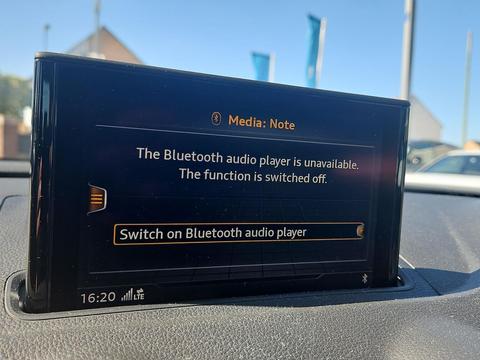 Media: Note
The Bluetooth audio player is unavailable.
The function is switched off.
Switch on Bluetooth audio player
16:20 LTE